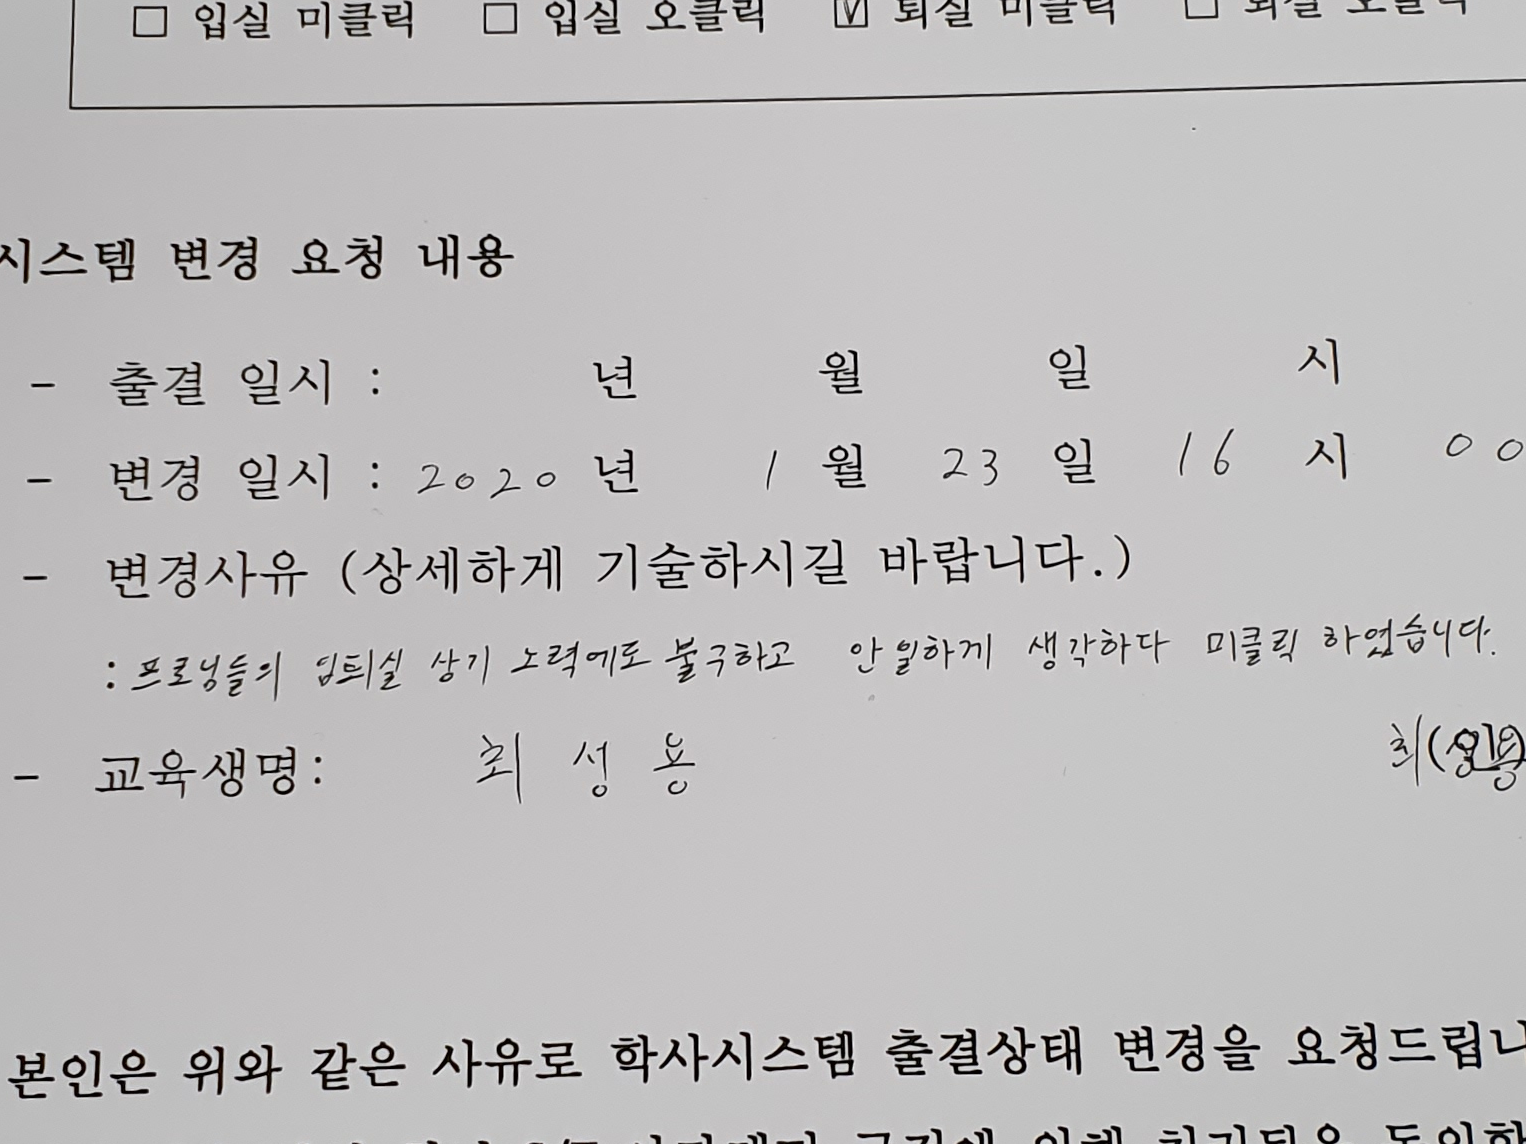 □ 입실 미클릭 □ 입실 오클릭 ☑ 퇴실 미클릭 □ 퇴실 오클릭
시스템 변경 요청 내용
- 출결 일시 : 년 월 일 시
- 변경 일시 : 2020 년 1 월 23 일 16 시 00
- 변경사유 (상세하게 기술하시길 바랍니다.)
: 프로님들의 입퇴실 상기 노력에도 불구하고 안일하게 생각하다 미클릭 하였습니다.
- 교육생명: 최성용 최(인)성용
본인은 위와 같은 사유로 학사시스템 출결상태 변경을 요청드립니